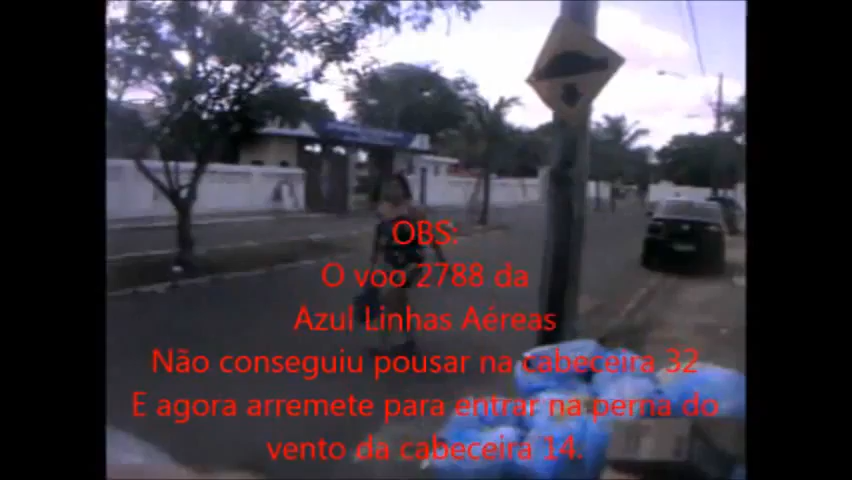 OBS:
O voo 2788 da
Azul Linhas Aéreas
Não conseguiu pousar na cabeceira 32
E agora arremete para entrar na perna do
vento da cabeceira 14.